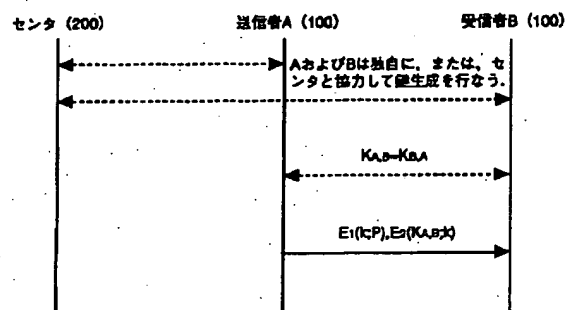 センタ (200)
送信者A (100)
受信者B (100)
AおよびBは独自に、または、セ
ンタと協力して鍵生成を行なう.
KA,B=KB,A
E1(k;P),E2(KA,B;k)